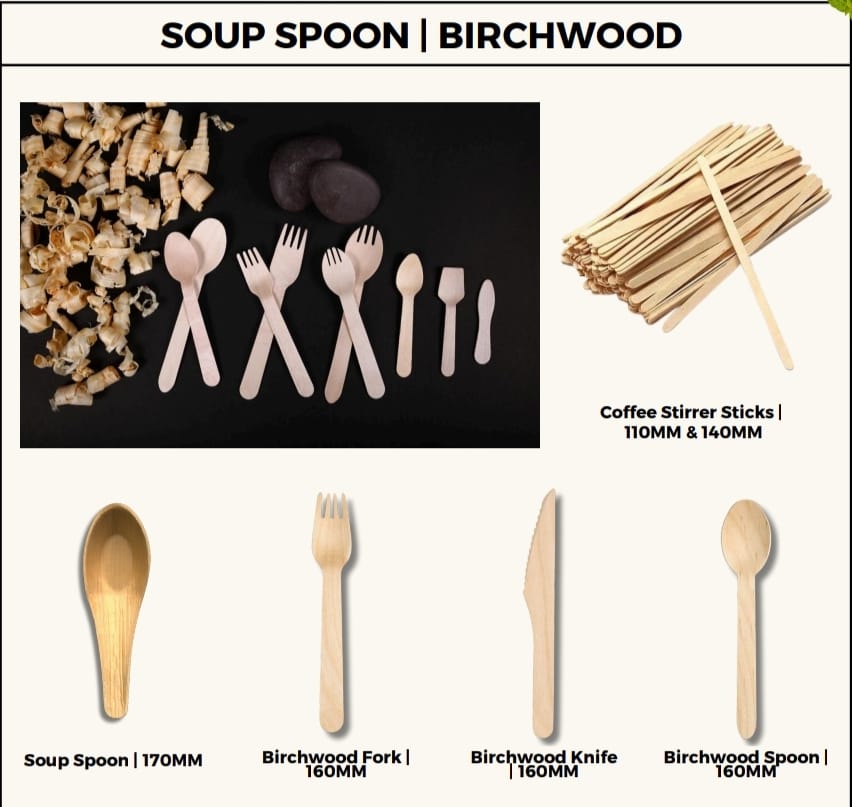 SOUP SPOON | BIRCHWOOD
Coffee Stirrer Sticks |
110MM & 140MM
Soup Spoon | 170MM
Birchwood Fork |
160MM
Birchwood Knife
| 160MM
Birchwood Spoon |
160MM